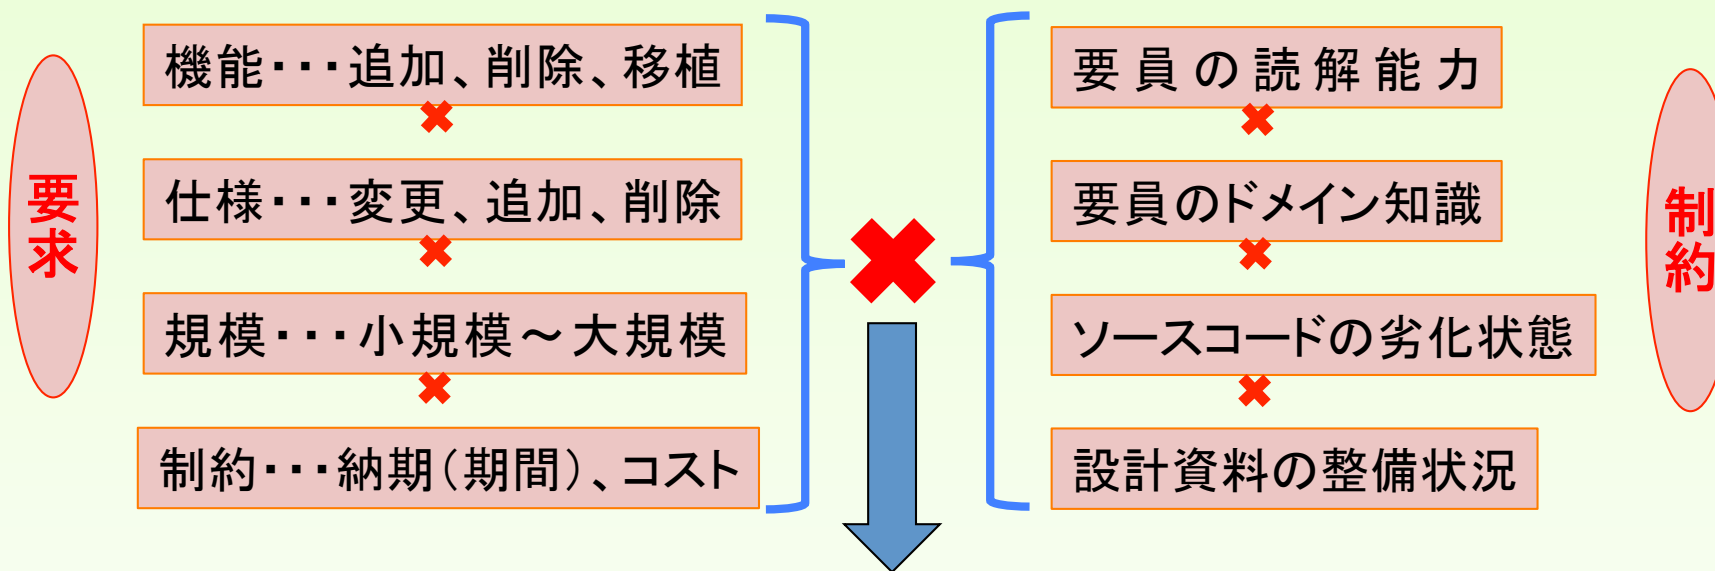 要求
機能・・・追加、削除、移植
仕様・・・変更、追加、削除
規模・・・小規模～大規模
制約・・・納期(期間)、コスト
要員の読解能力
要員のドメイン知識
ソースコードの劣化状態
設計資料の整備状況
制約